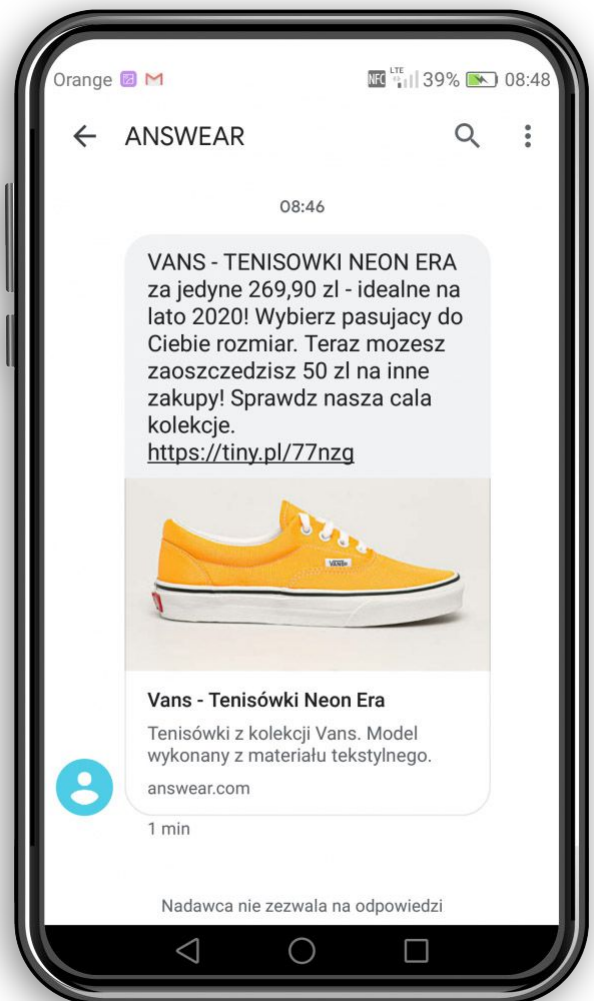 Orange
NFC LTE 39% 08:48
ANSWEAR
08:46
VANS - TENISOWKI NEON ERA
za jedyne 269,90 zl - idealne na
lato 2020! Wybierz pasujacy do
Ciebie rozmiar. Teraz mozesz
zaoszczedzisz 50 zl na inne
zakupy! Sprawdz nasza cala
kolekcje.
https://tiny.pl/77nzg
VANS
Vans - Tenisówki Neon Era
Tenisówki z kolekcji Vans. Model
wykonany z materiału tekstylnego.
answear.com
1 min
Nadawca nie zezwala na odpowiedzi